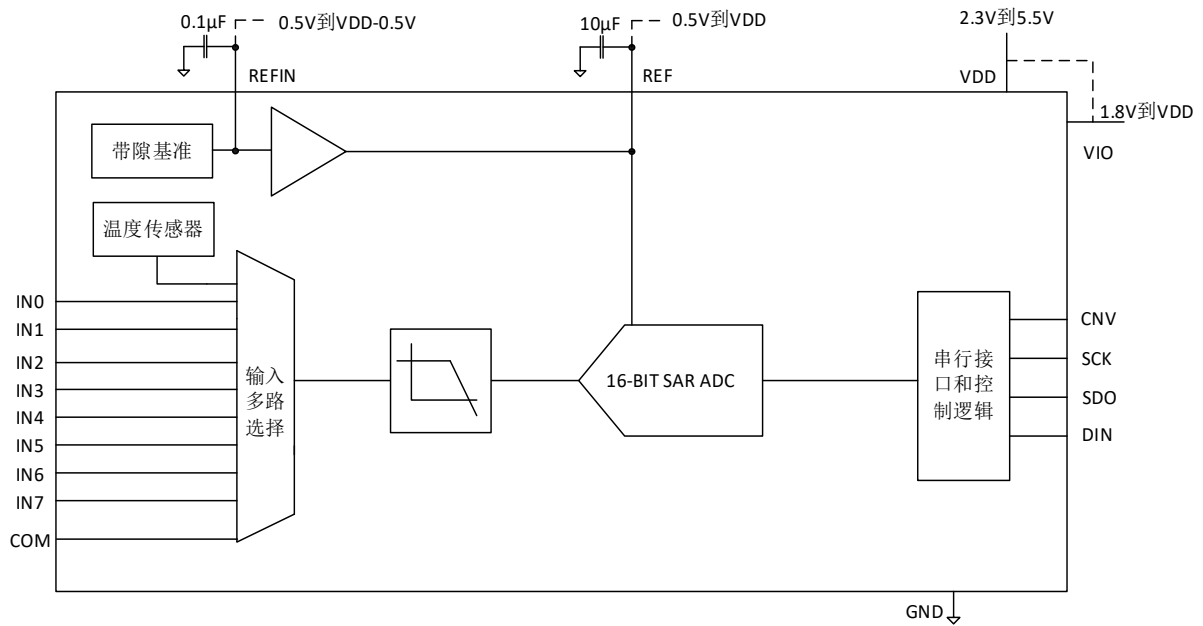 0.1μF
0.5V到VDD-0.5V
10μF
0.5V到VDD
2.3V到5.5V
REFIN
REF
VDD
1.8V到VDD
VIO
带隙基准
温度传感器
IN0
IN1
IN2
IN3
IN4
IN5
IN6
IN7
COM
输入
多路
选择
16-BIT SAR ADC
串行接
口和控
制逻辑
CNV
SCK
SDO
DIN
GND